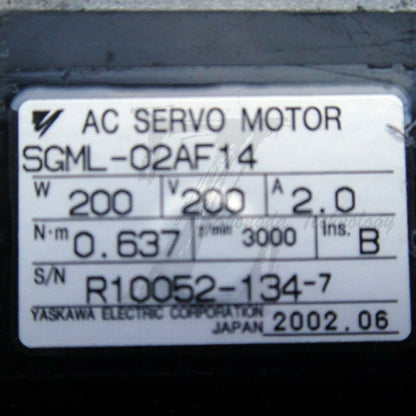 AC SERVO MOTOR
SGML-02AF14
W 200 V 200 A 2.0
N·m 0.637 r/min 3000 Ins. B
S/N R10052-134-7
YASKAWA ELECTRIC CORPORATION
JAPAN 2002.06